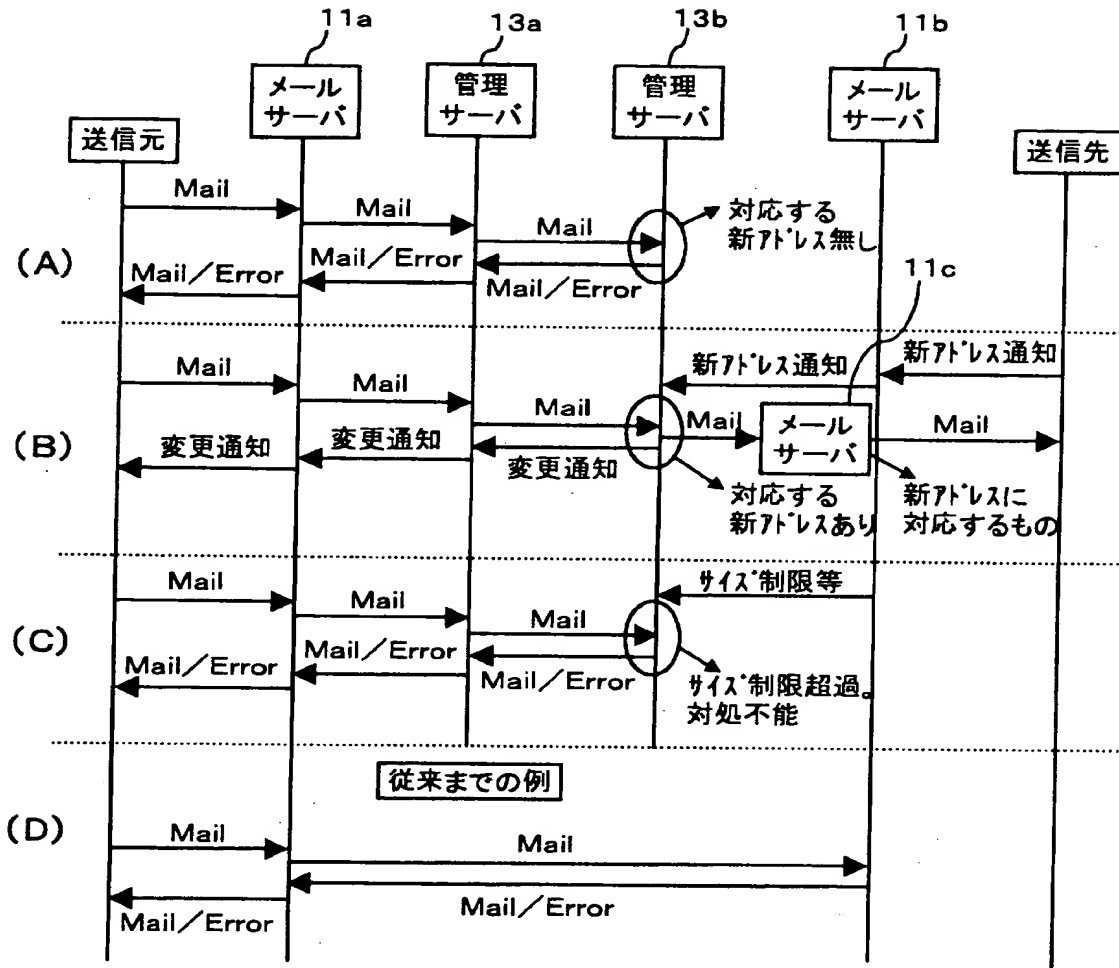 11a
13a
13b
11b
メール
サーバ
管理
サーバ
管理
サーバ
メール
サーバ
送信元
送信先
(A)
Mail
Mail
Mail
対応する
新ｱﾄﾞﾚｽ無し
Mail／Error
Mail／Error
Mail／Error
11c
(B)
新ｱﾄﾞﾚｽ通知
新ｱﾄﾞﾚｽ通知
Mail
Mail
Mail
Mail
メール
サーバ
Mail
変更通知
変更通知
変更通知
対応する
新ｱﾄﾞﾚｽあり
新ｱﾄﾞﾚｽに
対応するもの
(C)
ｻｲｽﾞ制限等
Mail
Mail
Mail
Mail／Error
Mail／Error
Mail／Error
ｻｲｽﾞ制限超過。
対処不能
従来までの例
(D)
Mail
Mail
Mail／Error
Mail／Error